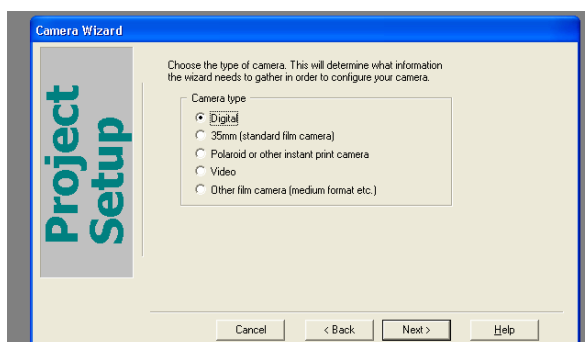 Camera Wizard
Project
Setup
Choose the type of camera. This will determine what information
the wizard needs to gather in order to configure your camera.
Camera type
Digital
35mm (standard film camera)
Polaroid or other instant print camera
Video
Other film camera (medium format etc.)
Cancel
< Back
Next >
Help